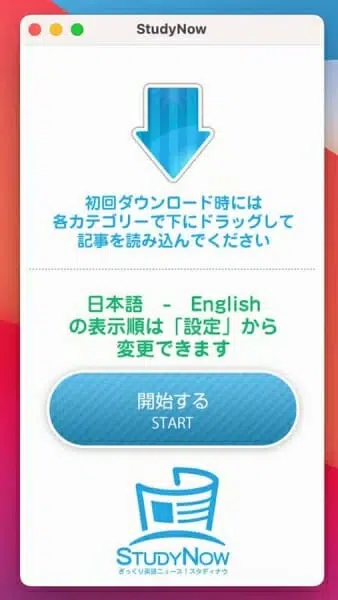 StudyNow
初回ダウンロード時には
各カテゴリーで下にドラッグして
記事を読み込んでください
日本語 - English
の表示順は「設定」から
変更できます
開始する
START
STUDYNOW
ざっくり英語ニュース!スタディナウ